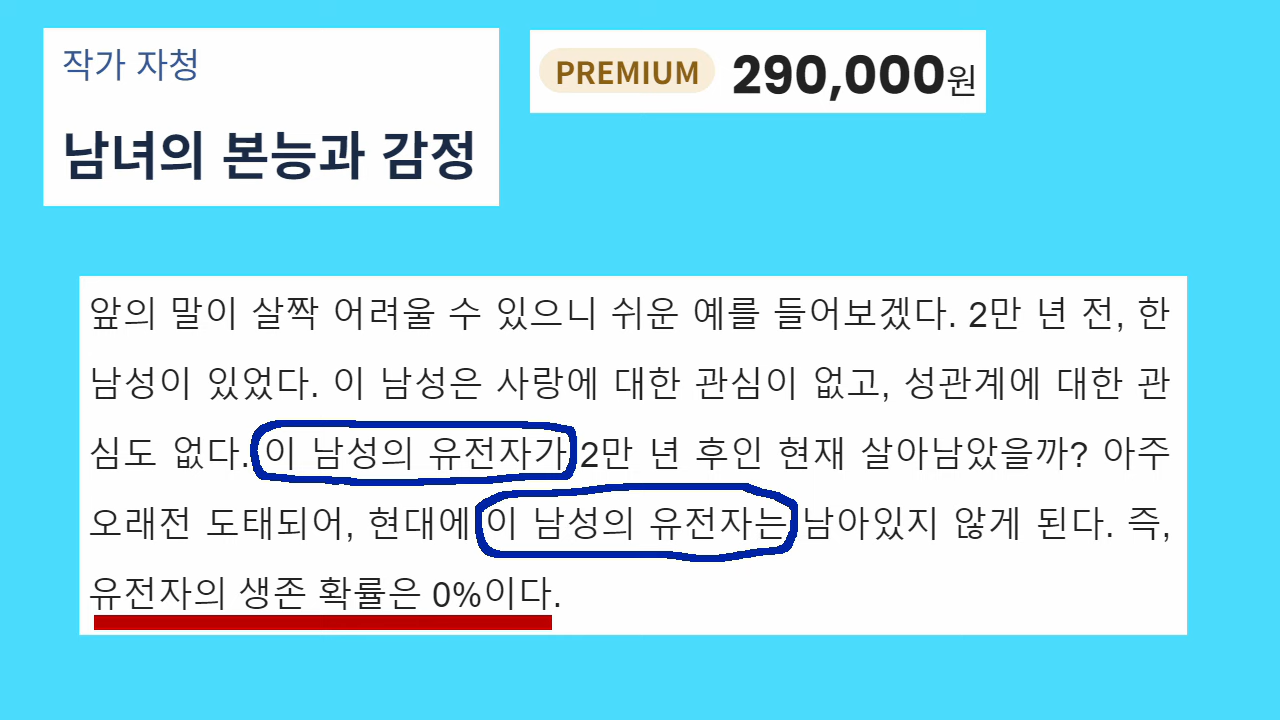 작가 자청
남녀의 본능과 감정
PREMIUM 290,000원
앞의 말이 살짝 어려울 수 있으니 쉬운 예를 들어보겠다. 2만 년 전, 한
남성이 있었다. 이 남성은 사랑에 대한 관심이 없고, 성관계에 대한 관
심도 없다. 이 남성의 유전자가 2만 년 후인 현재 살아남았을까? 아주
오래전 도태되어, 현대에 이 남성의 유전자는 남아있지 않게 된다. 즉,
유전자의 생존 확률은 0%이다.